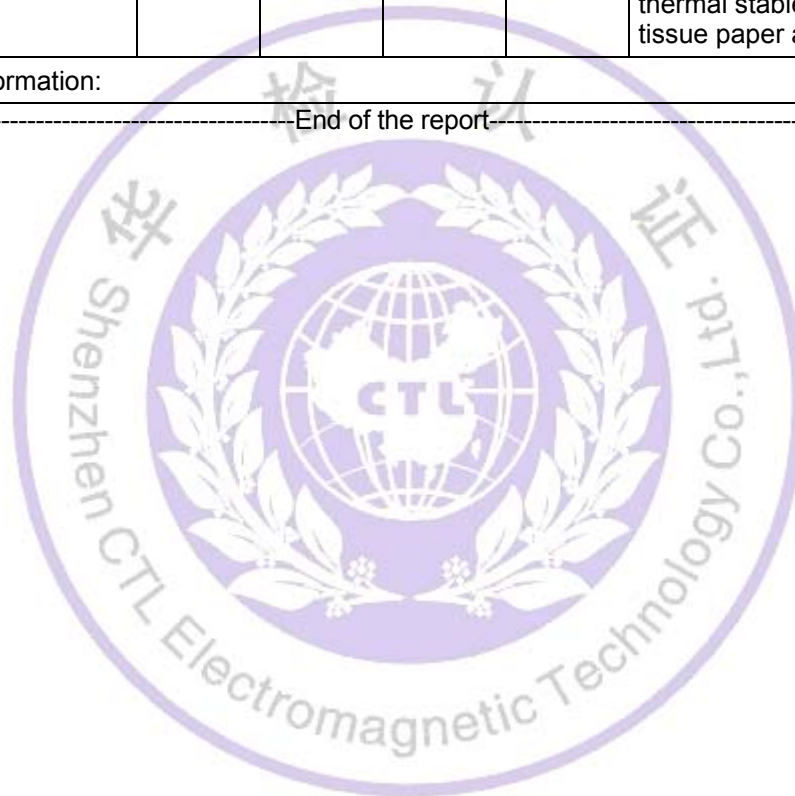 thermal stable
tissue paper a
ormation:
End of the report
华 检 认 证
Shenzhen CTL Electromagnetic Technology Co.,Ltd.
CTL